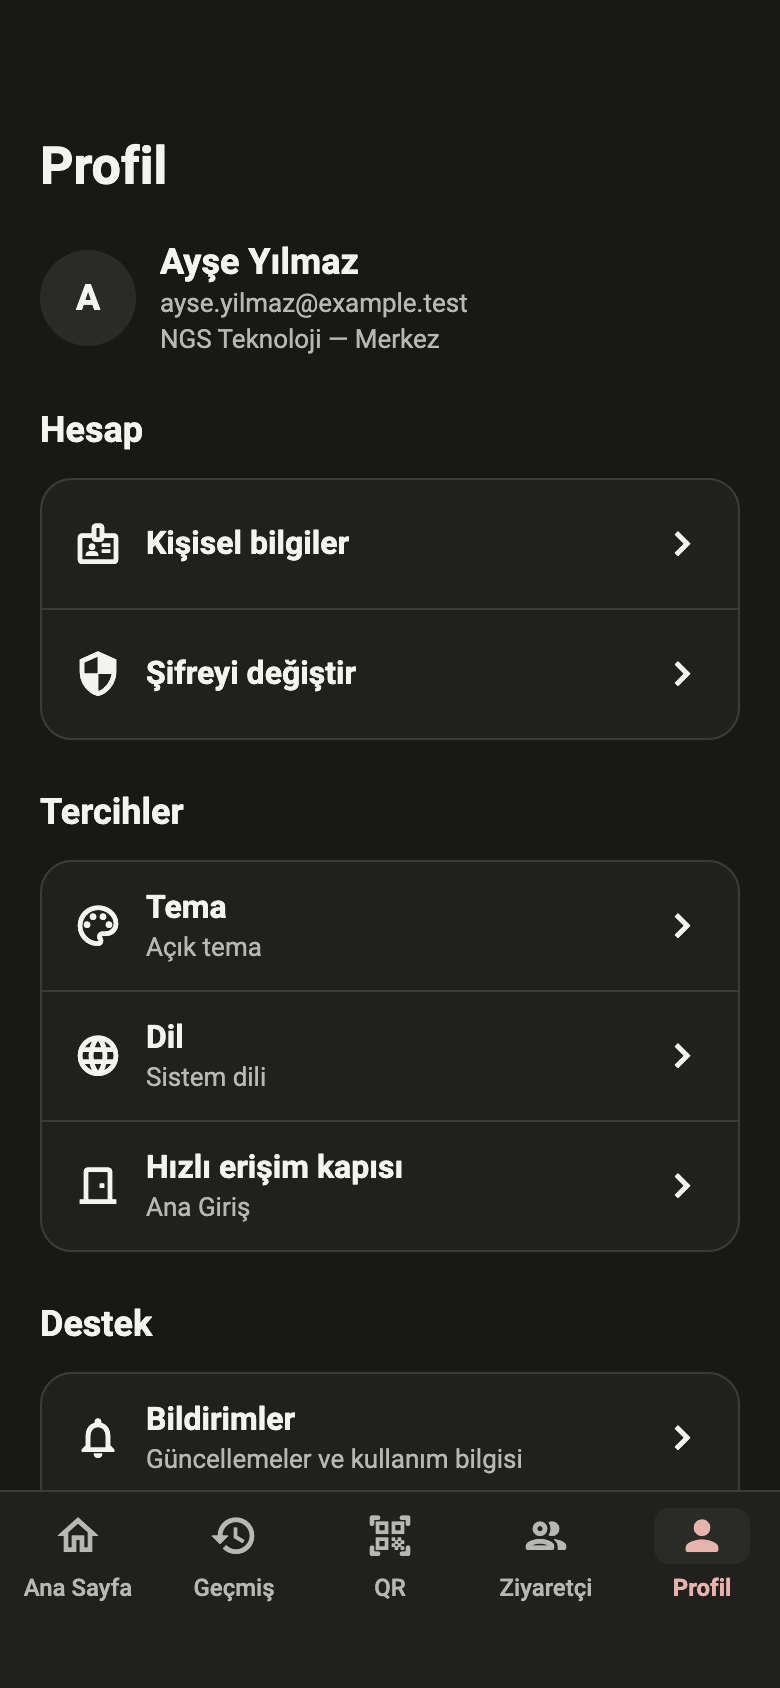 Profil
A
Ayşe Yılmaz
ayse.yilmaz@example.test
NGS Teknoloji — Merkez
Hesap
Kişisel bilgiler
Şifreyi değiştir
Tercihler
Tema
Açık tema
Dil
Sistem dili
Hızlı erişim kapısı
Ana Giriş
Destek
Bildirimler
Güncellemeler ve kullanım bilgisi
Ana Sayfa
Geçmiş
QR
Ziyaretçi
Profil